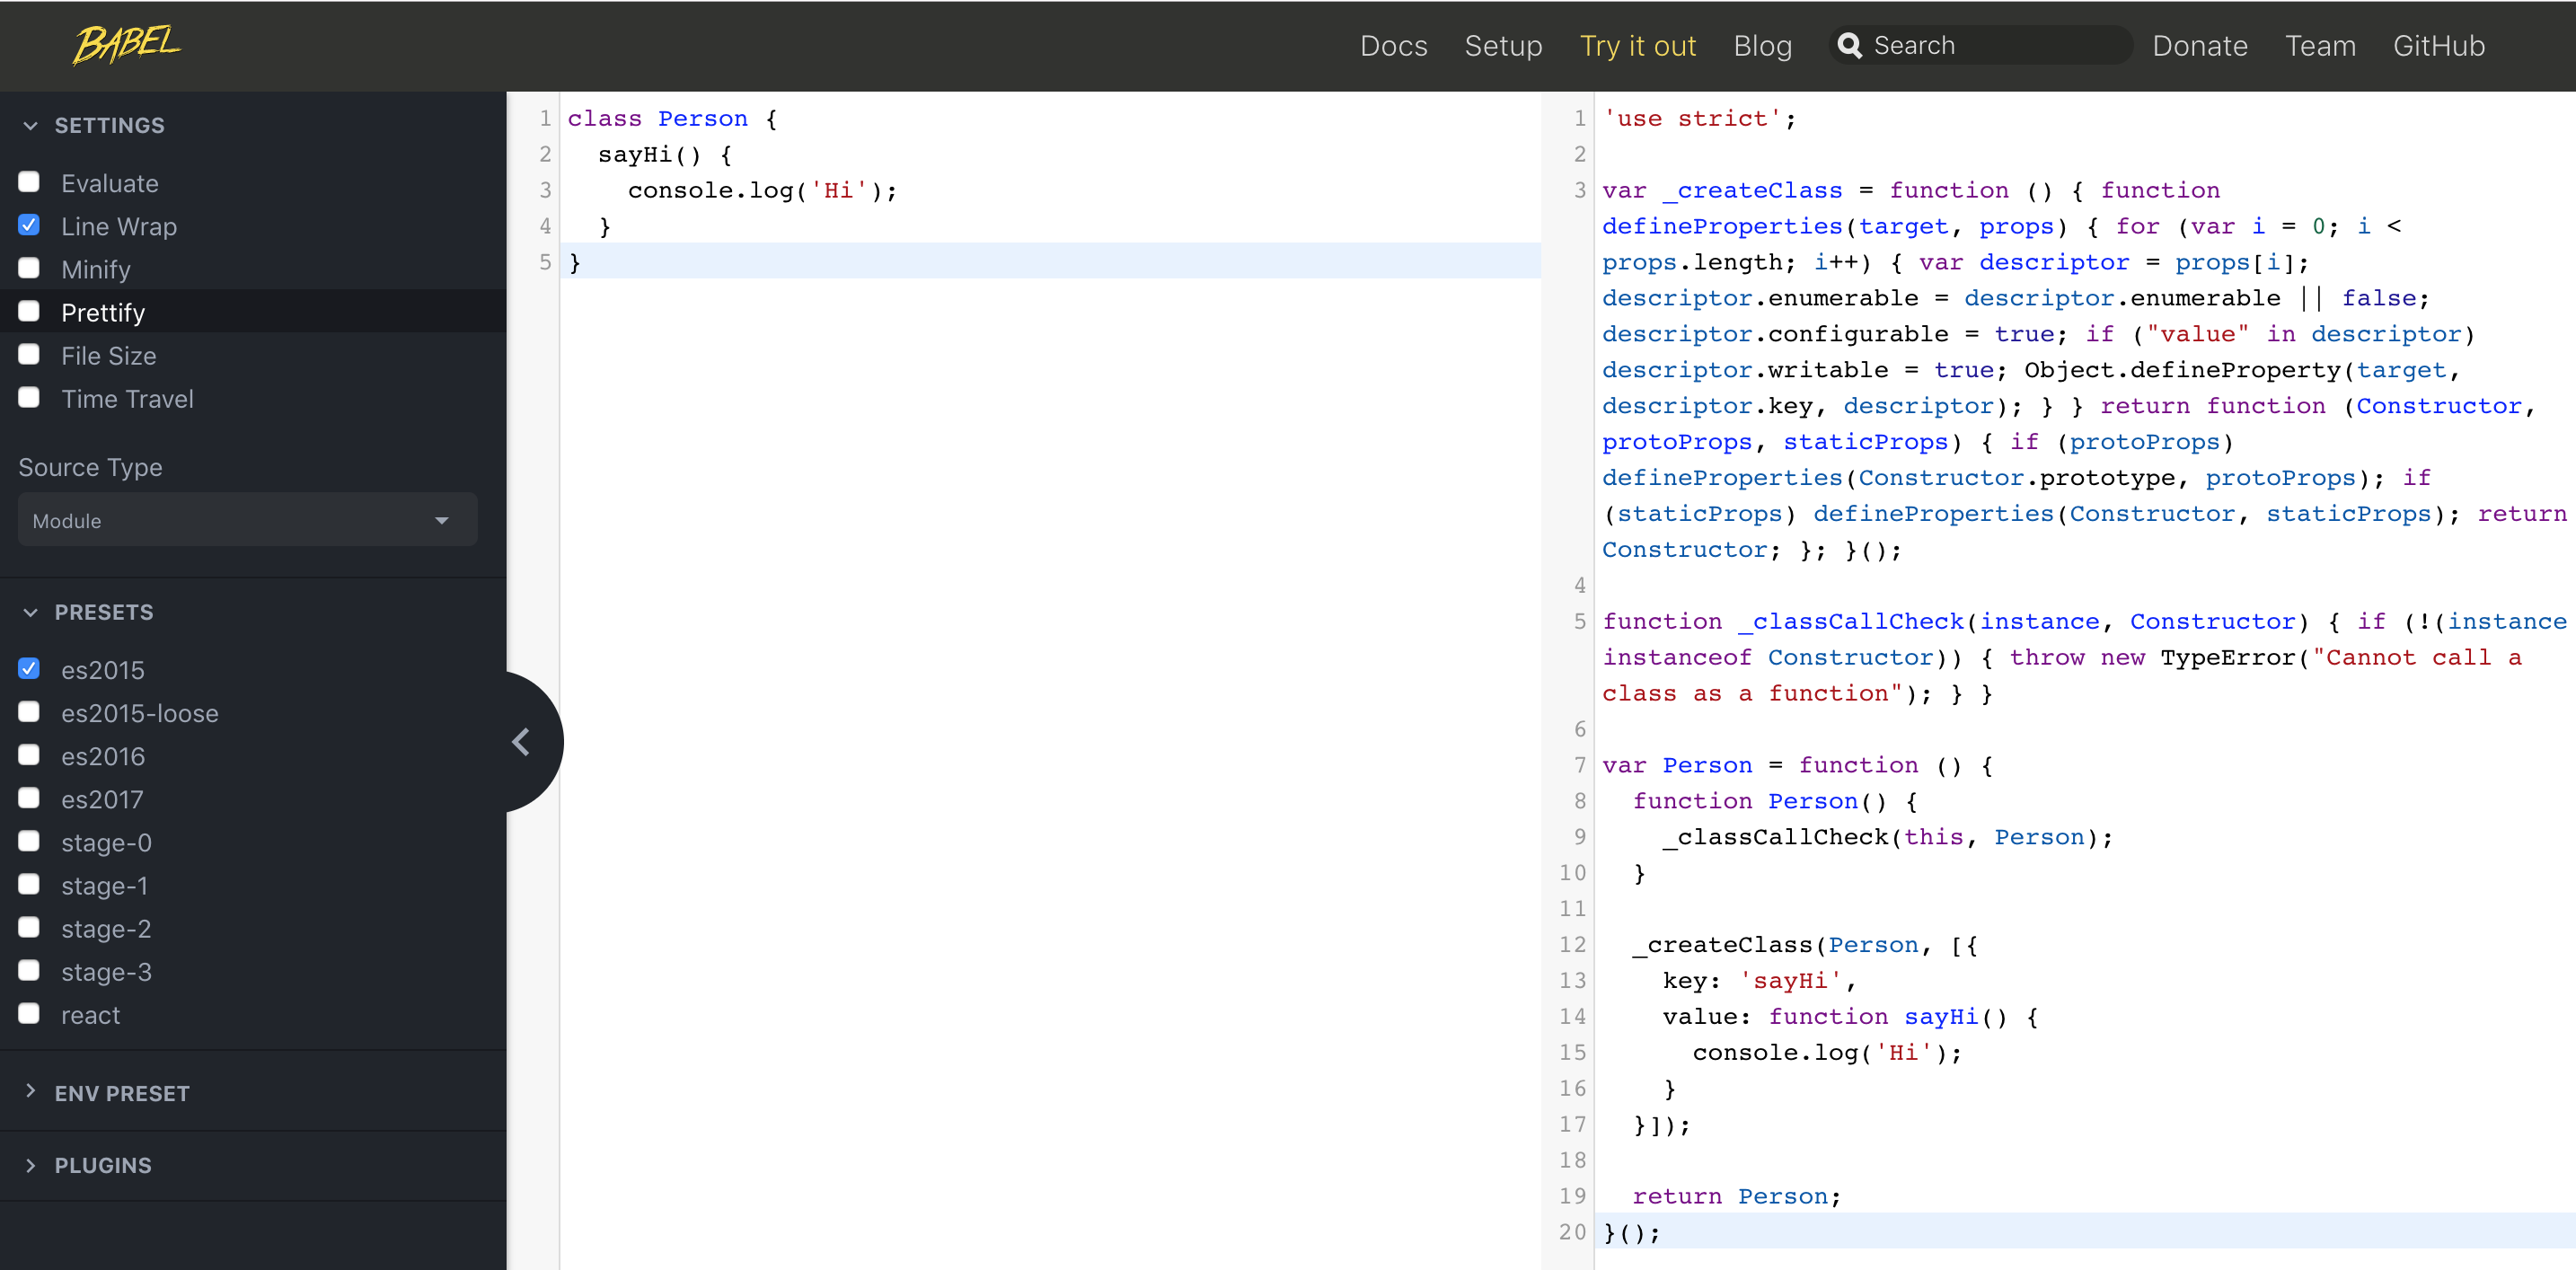 BABEL
Docs Setup Try it out Blog Search Donate Team GitHub
SETTINGS
Evaluate
Line Wrap
Minify
Prettify
File Size
Time Travel
Source Type
Module
PRESETS
es2015
es2015-loose
es2016
es2017
stage-0
stage-1
stage-2
stage-3
react
ENV PRESET
PLUGINS
1 class Person {
2   sayHi() {
3     console.log('Hi');
4   }
5 }
1 'use strict';
2
3 var _createClass = function () { function
defineProperties(target, props) { for (var i = 0; i <
props.length; i++) { var descriptor = props[i];
descriptor.enumerable = descriptor.enumerable || false;
descriptor.configurable = true; if ("value" in descriptor)
descriptor.writable = true; Object.defineProperty(target,
descriptor.key, descriptor); } } return function (Constructor,
protoProps, staticProps) { if (protoProps)
defineProperties(Constructor.prototype, protoProps); if
(staticProps) defineProperties(Constructor, staticProps); return
Constructor; }; }();
4
5 function _classCallCheck(instance, Constructor) { if (!(instance
instanceof Constructor)) { throw new TypeError("Cannot call a
class as a function"); } }
6
7 var Person = function () {
8   function Person() {
9     _classCallCheck(this, Person);
10   }
11
12   _createClass(Person, [{
13     key: 'sayHi',
14     value: function sayHi() {
15       console.log('Hi');
16     }
17   }]);
18
19   return Person;
20 }();